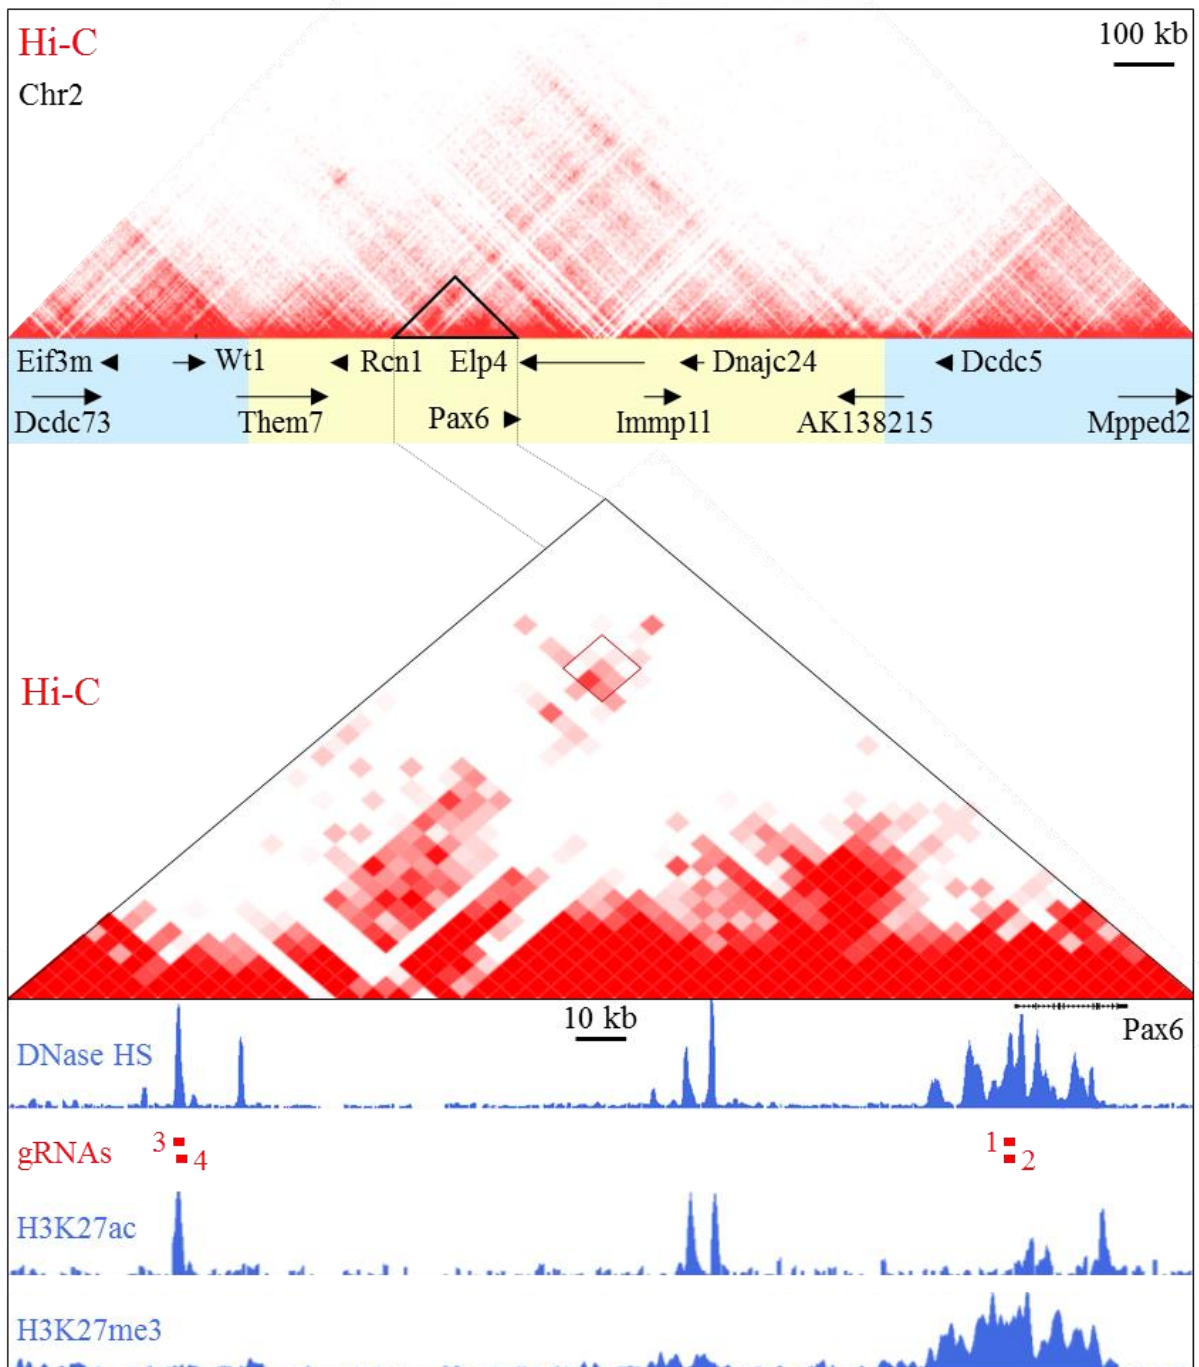 Hi-C
100 kb
Chr2
Eif3m Wt1 Rcn1 Elp4 Dnajc24 Dcdc5
Dcdc73 Them7 Pax6 Immp1l AK138215 Mpped2
Hi-C
10 kb
Pax6
DNase HS
gRNAs 3 4 1 2
H3K27ac
H3K27me3